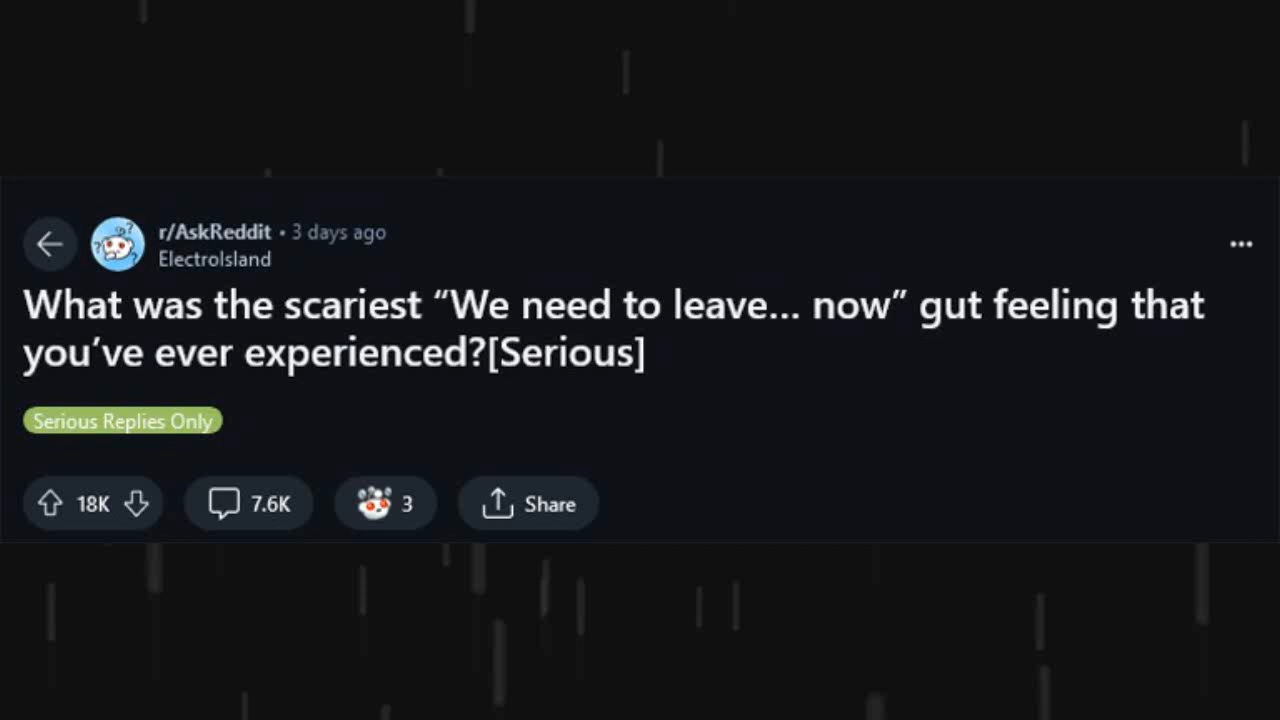 r/AskReddit • 3 days ago
ElectroIsland
What was the scariest “We need to leave... now” gut feeling that
you’ve ever experienced?[Serious]
Serious Replies Only
18K 7.6K 3 Share